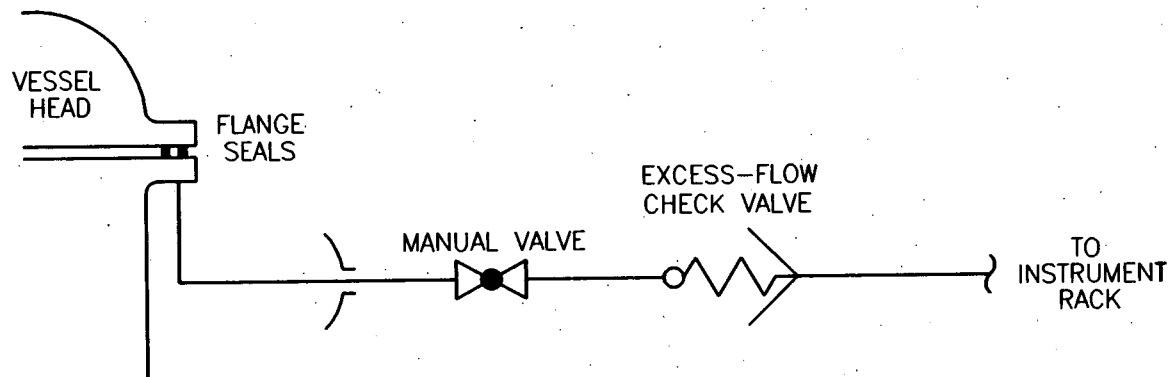 VESSEL
HEAD
FLANGE
SEALS
EXCESS-FLOW
CHECK VALVE
MANUAL VALVE
TO
INSTRUMENT
RACK